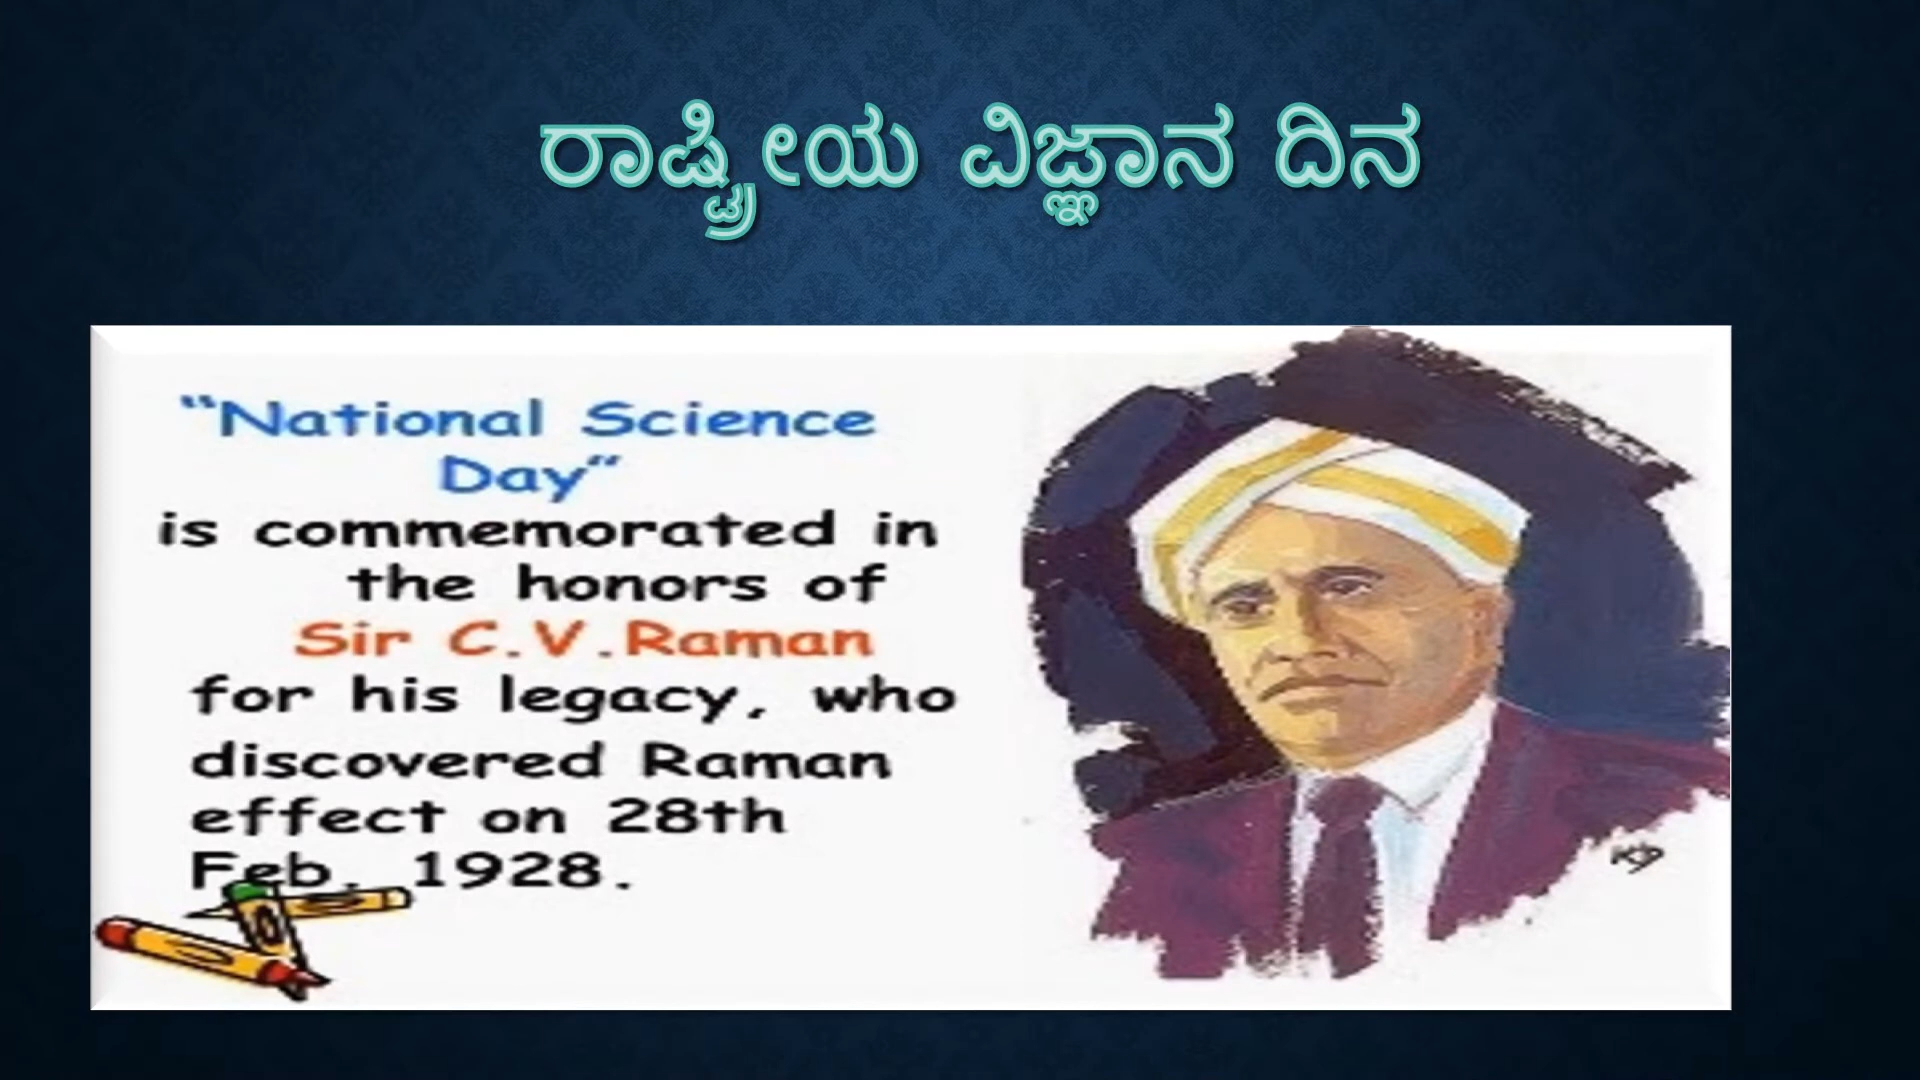 ರಾಷ್ಟ್ರೀಯ ವಿಜ್ಞಾನ ದಿನ
“National Science
Day”
is commemorated in
the honors of
Sir C.V.Raman
for his legacy, who
discovered Raman
effect on 28th
Feb, 1928.